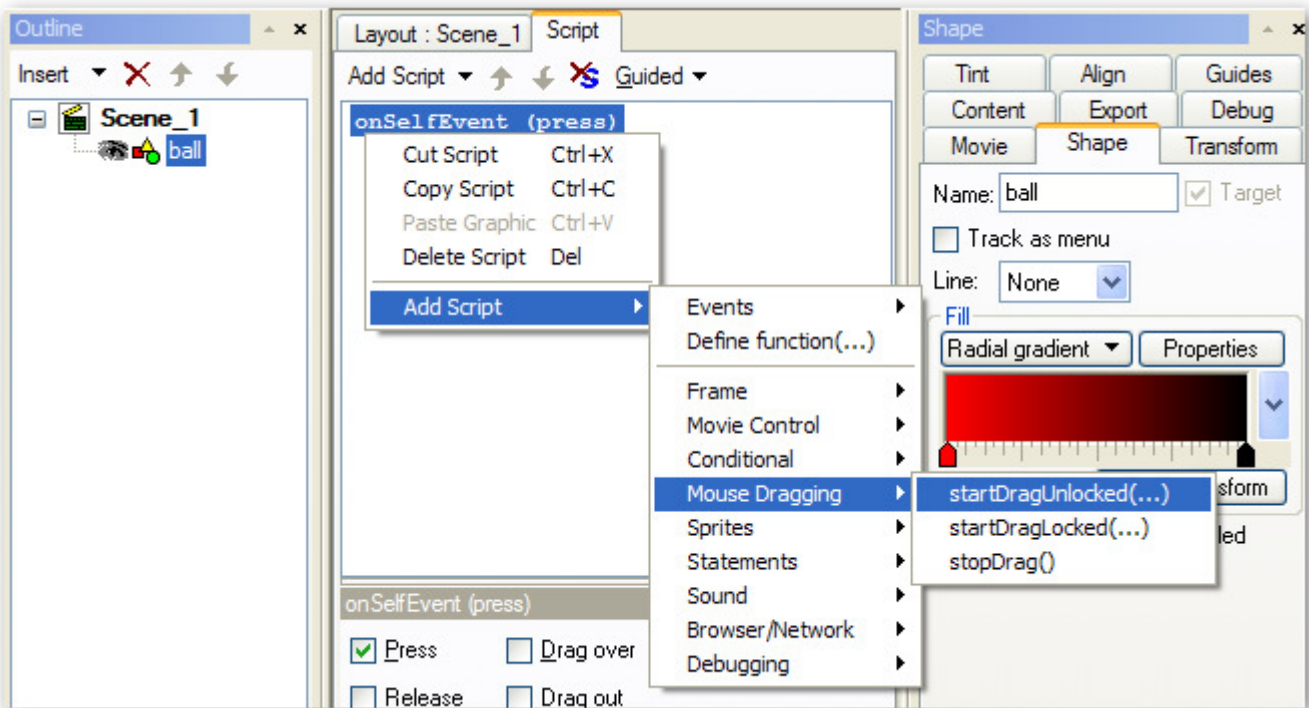 Outline
Insert
Scene_1
ball
Layout : Scene_1
Script
Add Script
Guided
onSelfEvent (press)
Cut Script Ctrl+X
Copy Script Ctrl+C
Paste Graphic Ctrl+V
Delete Script Del
Add Script
Events
Define function(...)
Frame
Movie Control
Conditional
Mouse Dragging
Sprites
Statements
Sound
Browser/Network
Debugging
startDragUnlocked(...)
startDragLocked(...)
stopDrag()
onSelfEvent (press)
Press Drag over
Release Drag out
Shape
Tint Align Guides
Content Export Debug
Movie Shape Transform
Name: ball Target
Track as menu
Line: None
Fill
Radial gradient Properties
sform
led